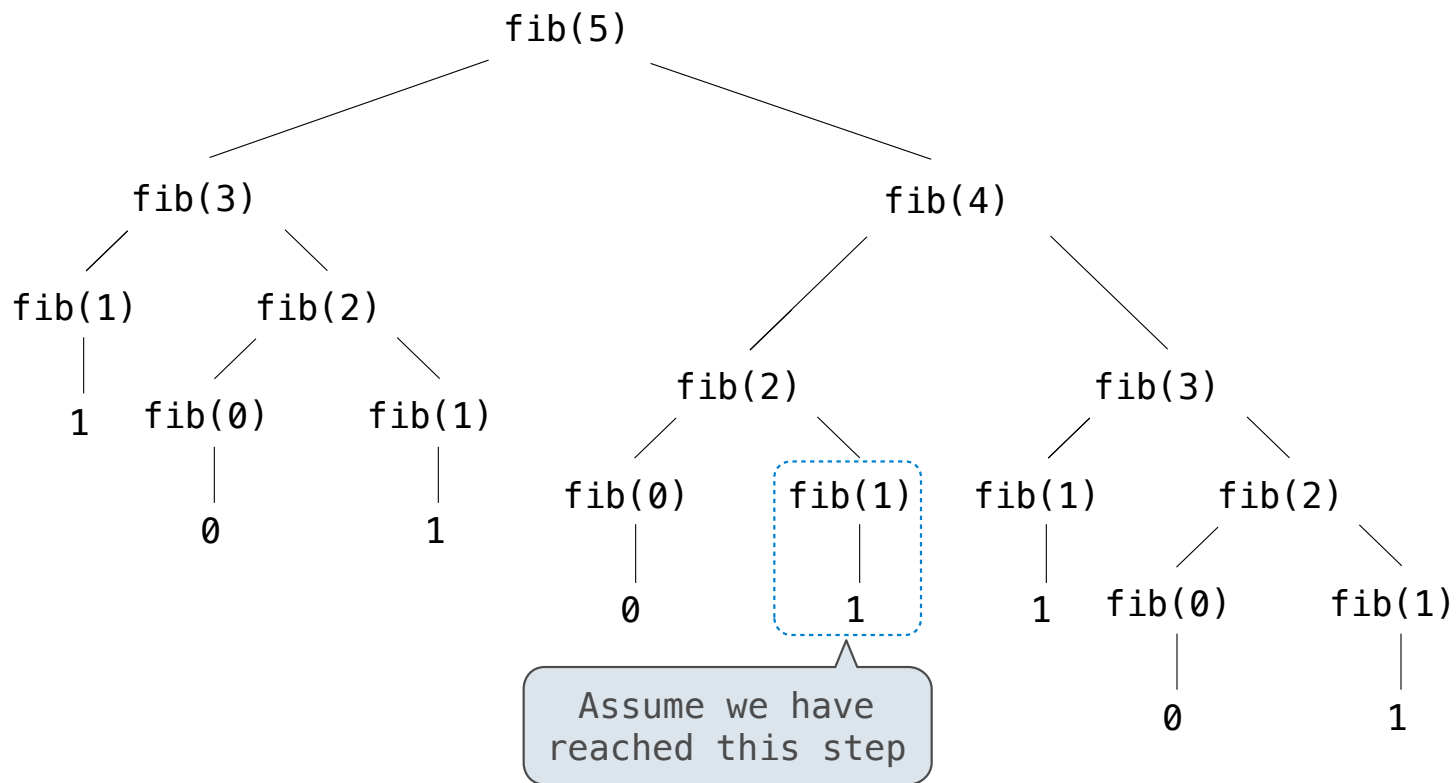 fib(5)
fib(3) fib(4)
fib(1) fib(2)
fib(2) fib(3)
1 fib(0) fib(1)
fib(0) fib(1) fib(1) fib(2)
0 1
0 1 1 fib(0) fib(1)
Assume we have
reached this step
0 1